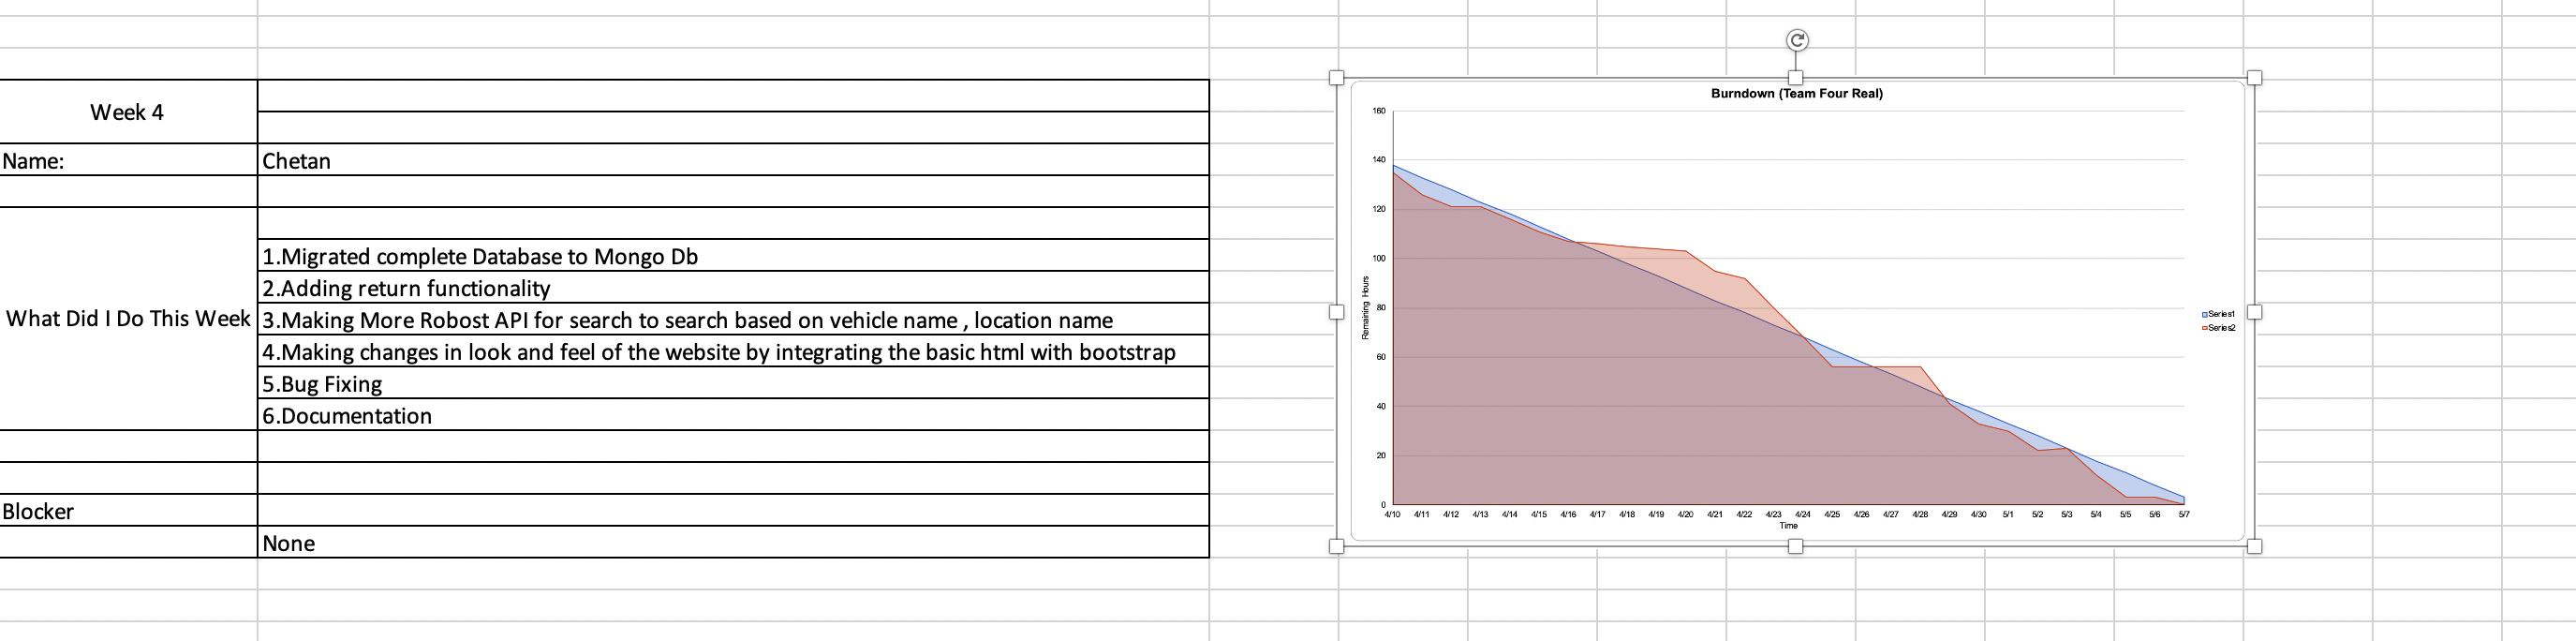 Week 4
Name:
Chetan
What Did I Do This Week
1.Migrated complete Database to Mongo Db
2.Adding return functionality
3.Making More Robost API for search to search based on vehicle name , location name
4.Making changes in look and feel of the website by integrating the basic html with bootstrap
5.Bug Fixing
6.Documentation
Blocker
None
Burndown (Team Four Real)
Remaining Hours
160
140
120
100
80
60
40
20
0
4/10 4/11 4/12 4/13 4/14 4/15 4/16 4/17 4/18 4/19 4/20 4/21 4/22 4/23 4/24 4/25 4/26 4/27 4/28 4/29 4/30 5/1 5/2 5/3 5/4 5/5 5/6 5/7
Time
Series1
Series2